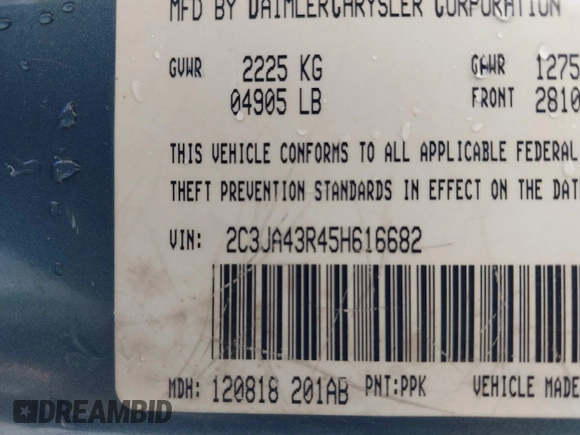 MFD BY DAIMLERCHRYSLER CORPORATION
GVWR 2225 KG GAWR 1275
04905 LB FRONT 2810
THIS VEHICLE CONFORMS TO ALL APPLICABLE FEDERAL
THEFT PREVENTION STANDARDS IN EFFECT ON THE DAT
VIN: 2C3JA43R45H616682
MDH: 120818 201AB PNT:PPK VEHICLE MADE
DREAMBID